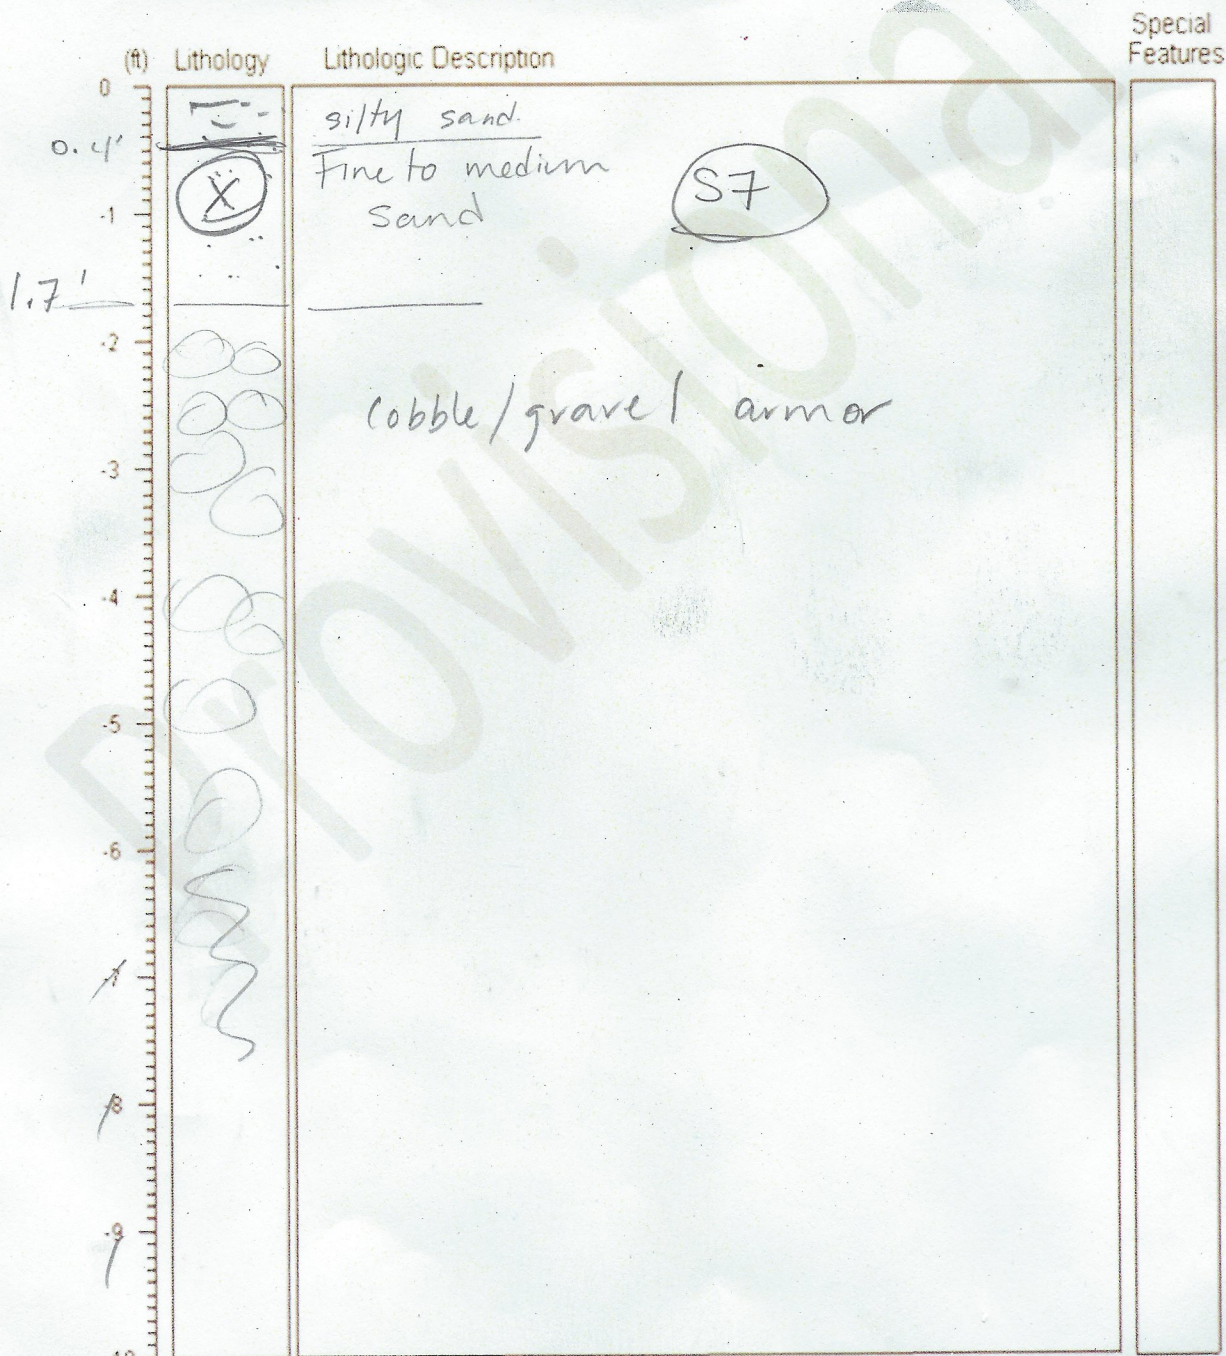 Special
(ft) Lithology Lithologic Description Features
0
silty sand
0.4'
Fine to medium
X S7
-1 sand
1.7'
-2
cobble/gravel armor
-3
-4
-5
-6
-7
-8
-9
-10
Provisional